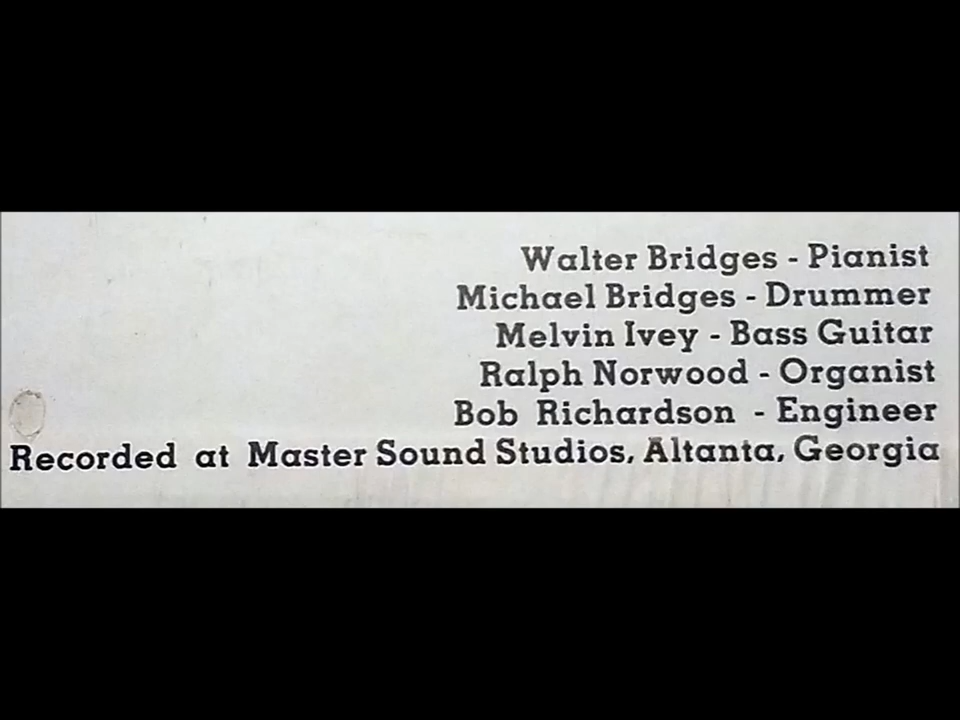 Walter Bridges - Pianist
Michael Bridges - Drummer
Melvin Ivey - Bass Guitar
Ralph Norwood - Organist
Bob Richardson - Engineer
Recorded at Master Sound Studios, Altanta, Georgia